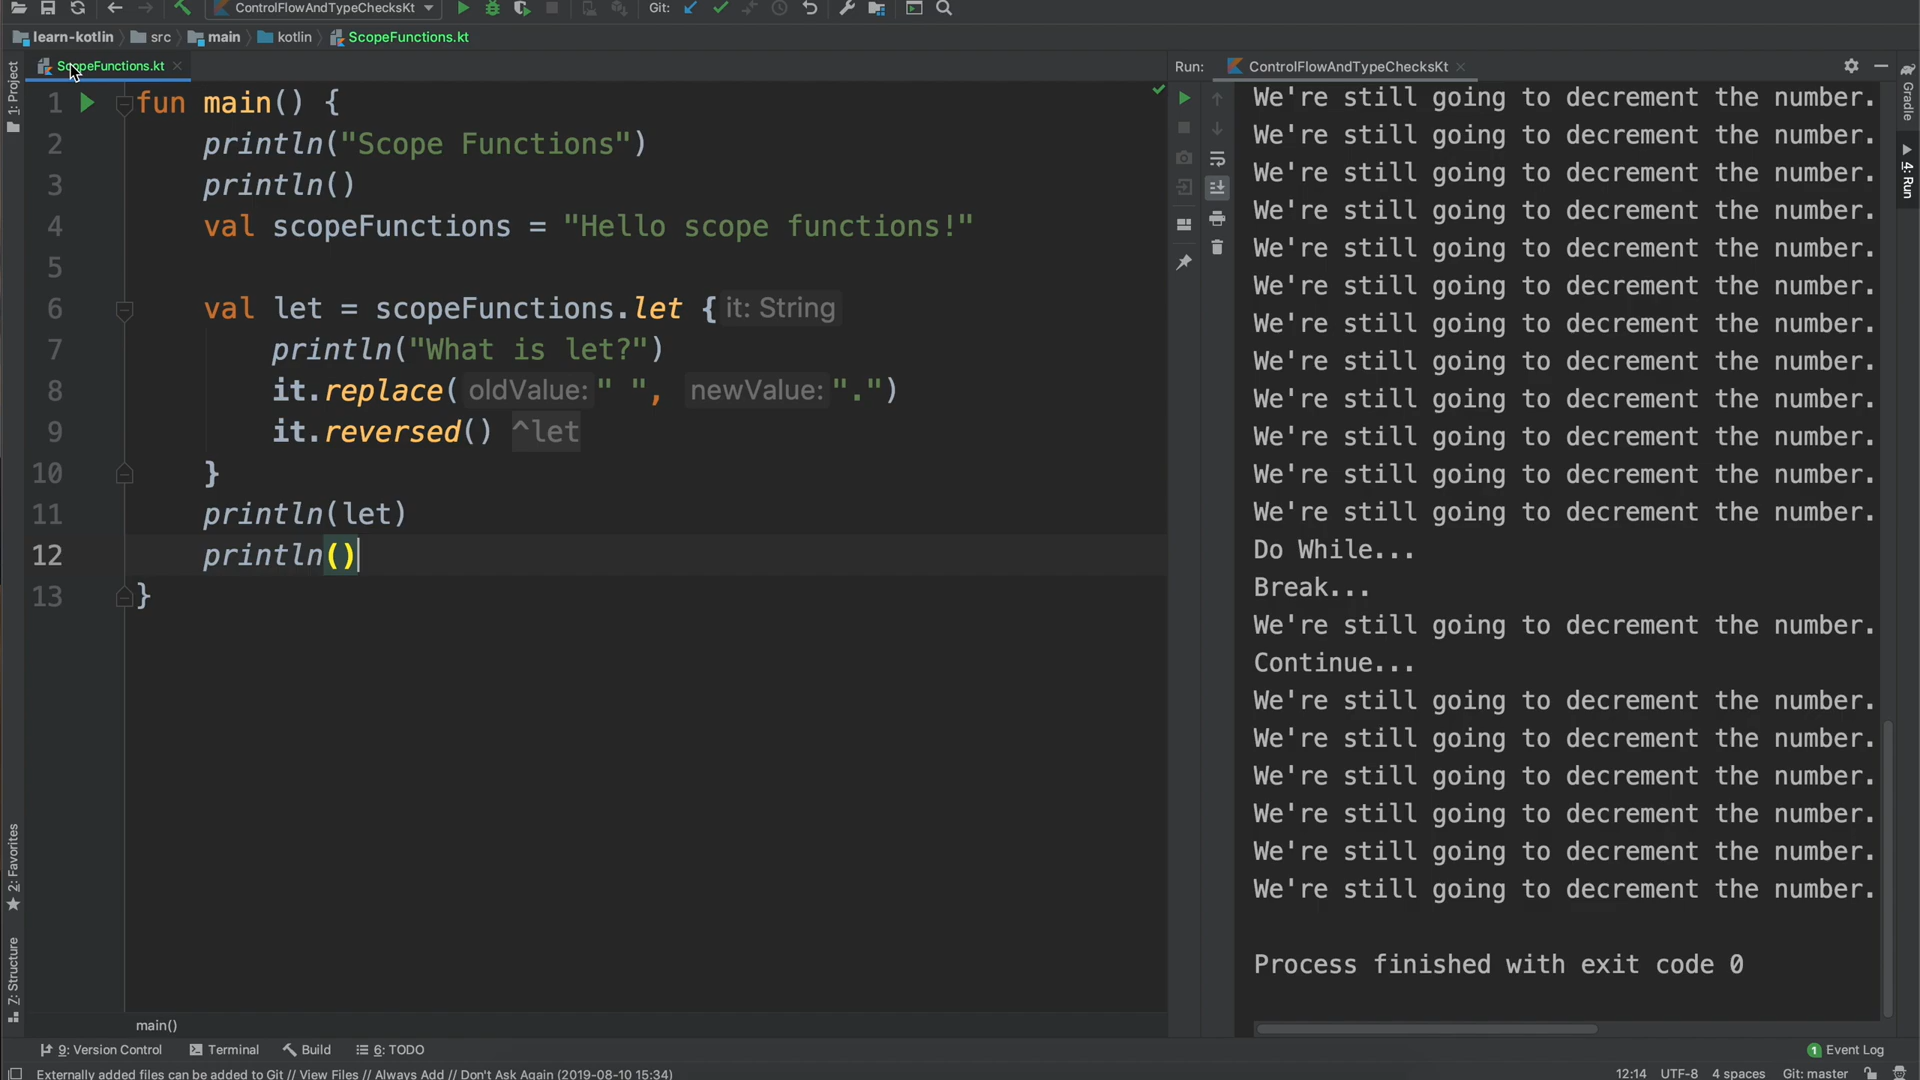 ControlFlowAndTypeChecksKt
Git:
learn-kotlin
src
main
kotlin
ScopeFunctions.kt
ScopeFunctions.kt
Run:
ControlFlowAndTypeChecksKt
1: Project
1 fun main() {
2 println("Scope Functions")
3 println()
4 val scopeFunctions = "Hello scope functions!"
5
6 val let = scopeFunctions.let { it: String
7 println("What is let?")
8 it.replace( oldValue: " ", newValue: ".")
9 it.reversed() ^let
10 }
11 println(let)
12 println()
13 }
We're still going to decrement the number.
We're still going to decrement the number.
We're still going to decrement the number.
We're still going to decrement the number.
We're still going to decrement the number.
We're still going to decrement the number.
We're still going to decrement the number.
We're still going to decrement the number.
We're still going to decrement the number.
We're still going to decrement the number.
We're still going to decrement the number.
We're still going to decrement the number.
Do While...
Break...
We're still going to decrement the number.
Continue...
We're still going to decrement the number.
We're still going to decrement the number.
We're still going to decrement the number.
We're still going to decrement the number.
We're still going to decrement the number.
We're still going to decrement the number.
Process finished with exit code 0
Gradle
4: Run
2: Favorites
7: Structure
main()
9: Version Control
Terminal
Build
6: TODO
1 Event Log
Externally added files can be added to Git // View Files // Always Add // Don't Ask Again (2019-08-10 15:34)
12:14 UTF-8 4 spaces Git: master